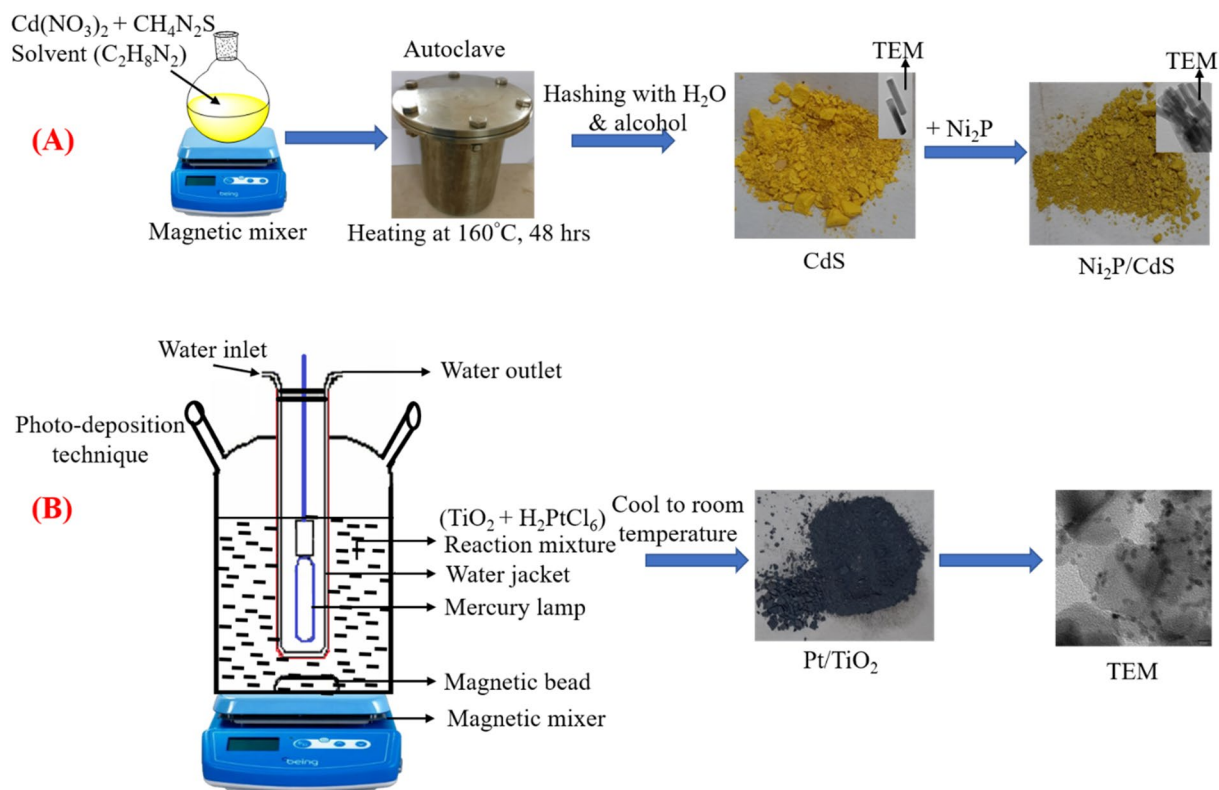 Cd(NO₃)₂ + CH₄N₂S
Solvent (C₂H₈N₂)
(A)
being
Magnetic mixer
Autoclave
Heating at 160°C, 48 hrs
Hashing with H₂O
& alcohol
TEM
CdS
+ Ni₂P
TEM
Ni₂P/CdS
Water inlet
Water outlet
Photo-deposition
technique
(B)
(TiO₂ + H₂PtCl₆)
Reaction mixture
Water jacket
Mercury lamp
Magnetic bead
Magnetic mixer
being
Cool to room
temperature
Pt/TiO₂
TEM